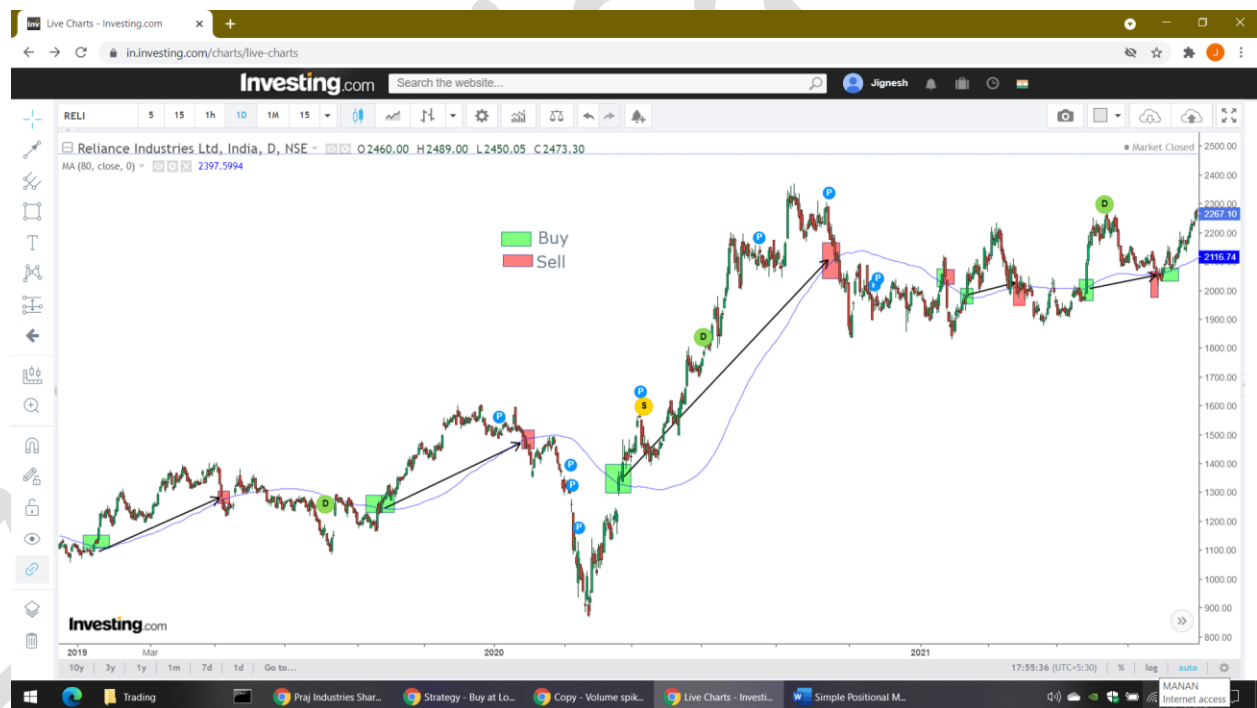 Live Charts - Investing.com
in.investing.com/charts/live-charts
Investing.com
Search the website...
Jignesh
J
RELI
5 15 1h 1D 1M 15
Reliance Industries Ltd, India, D, NSE
O 2460.00 H 2489.00 L 2450.05 C 2473.30
Market Closed
MA (80, close, 0)
2397.5994
Buy
Sell
P
P
P
P
P
P
P
P
D
D
D
S
2500.00
2400.00
2300.00
2267.10
2200.00
2116.74
2000.00
1900.00
1800.00
1700.00
1600.00
1500.00
1400.00
1300.00
1200.00
1100.00
1000.00
900.00
800.00
Investing.com
2019 Mar 2020 2021
10y 3y 1y 1m 7d 1d Go to...
17:55:36 (UTC+5:30) % log auto
Trading
Praj Industries Shar...
Strategy - Buy at Lo...
Copy - Volume spik...
Live Charts - Investi...
Simple Positional M...
MANAN
Internet access